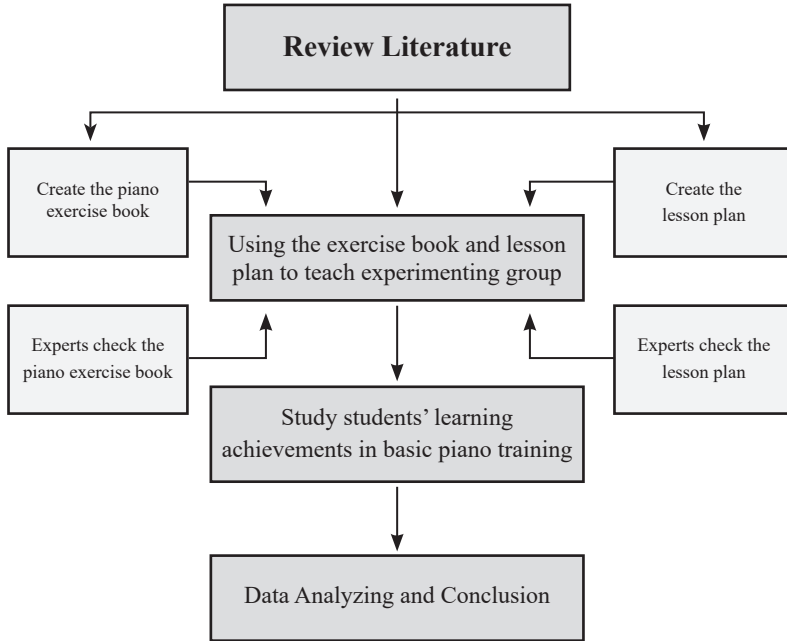 Review Literature
Create the piano
exercise book
Create the
lesson plan
Using the exercise book and lesson
plan to teach experimenting group
Experts check the
piano exercise book
Experts check the
lesson plan
Study students’ learning
achievements in basic piano training
Data Analyzing and Conclusion